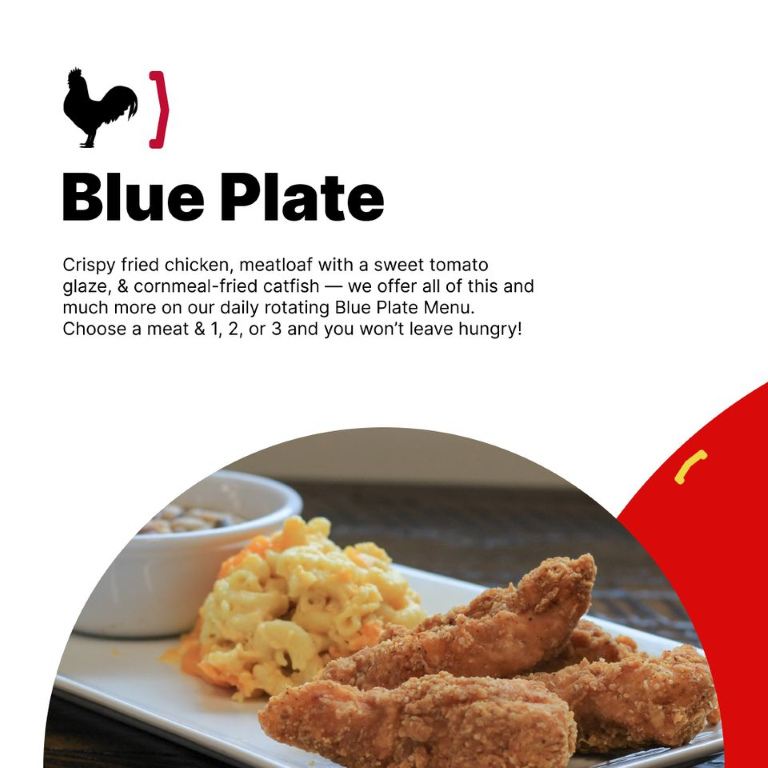 Blue Plate
Crispy fried chicken, meatloaf with a sweet tomato
glaze, & cornmeal-fried catfish — we offer all of this and
much more on our daily rotating Blue Plate Menu.
Choose a meat & 1, 2, or 3 and you won’t leave hungry!